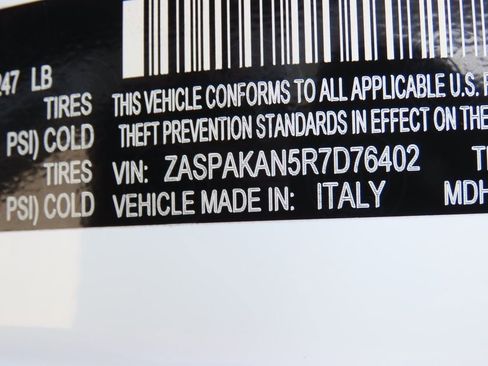 247 LB
TIRES THIS VEHICLE CONFORMS TO ALL APPLICABLE U.S.
PSI) COLD THEFT PREVENTION STANDARDS IN EFFECT ON THE
TIRES VIN: ZASPAKAN5R7D76402
PSI) COLD VEHICLE MADE IN: ITALY MDH